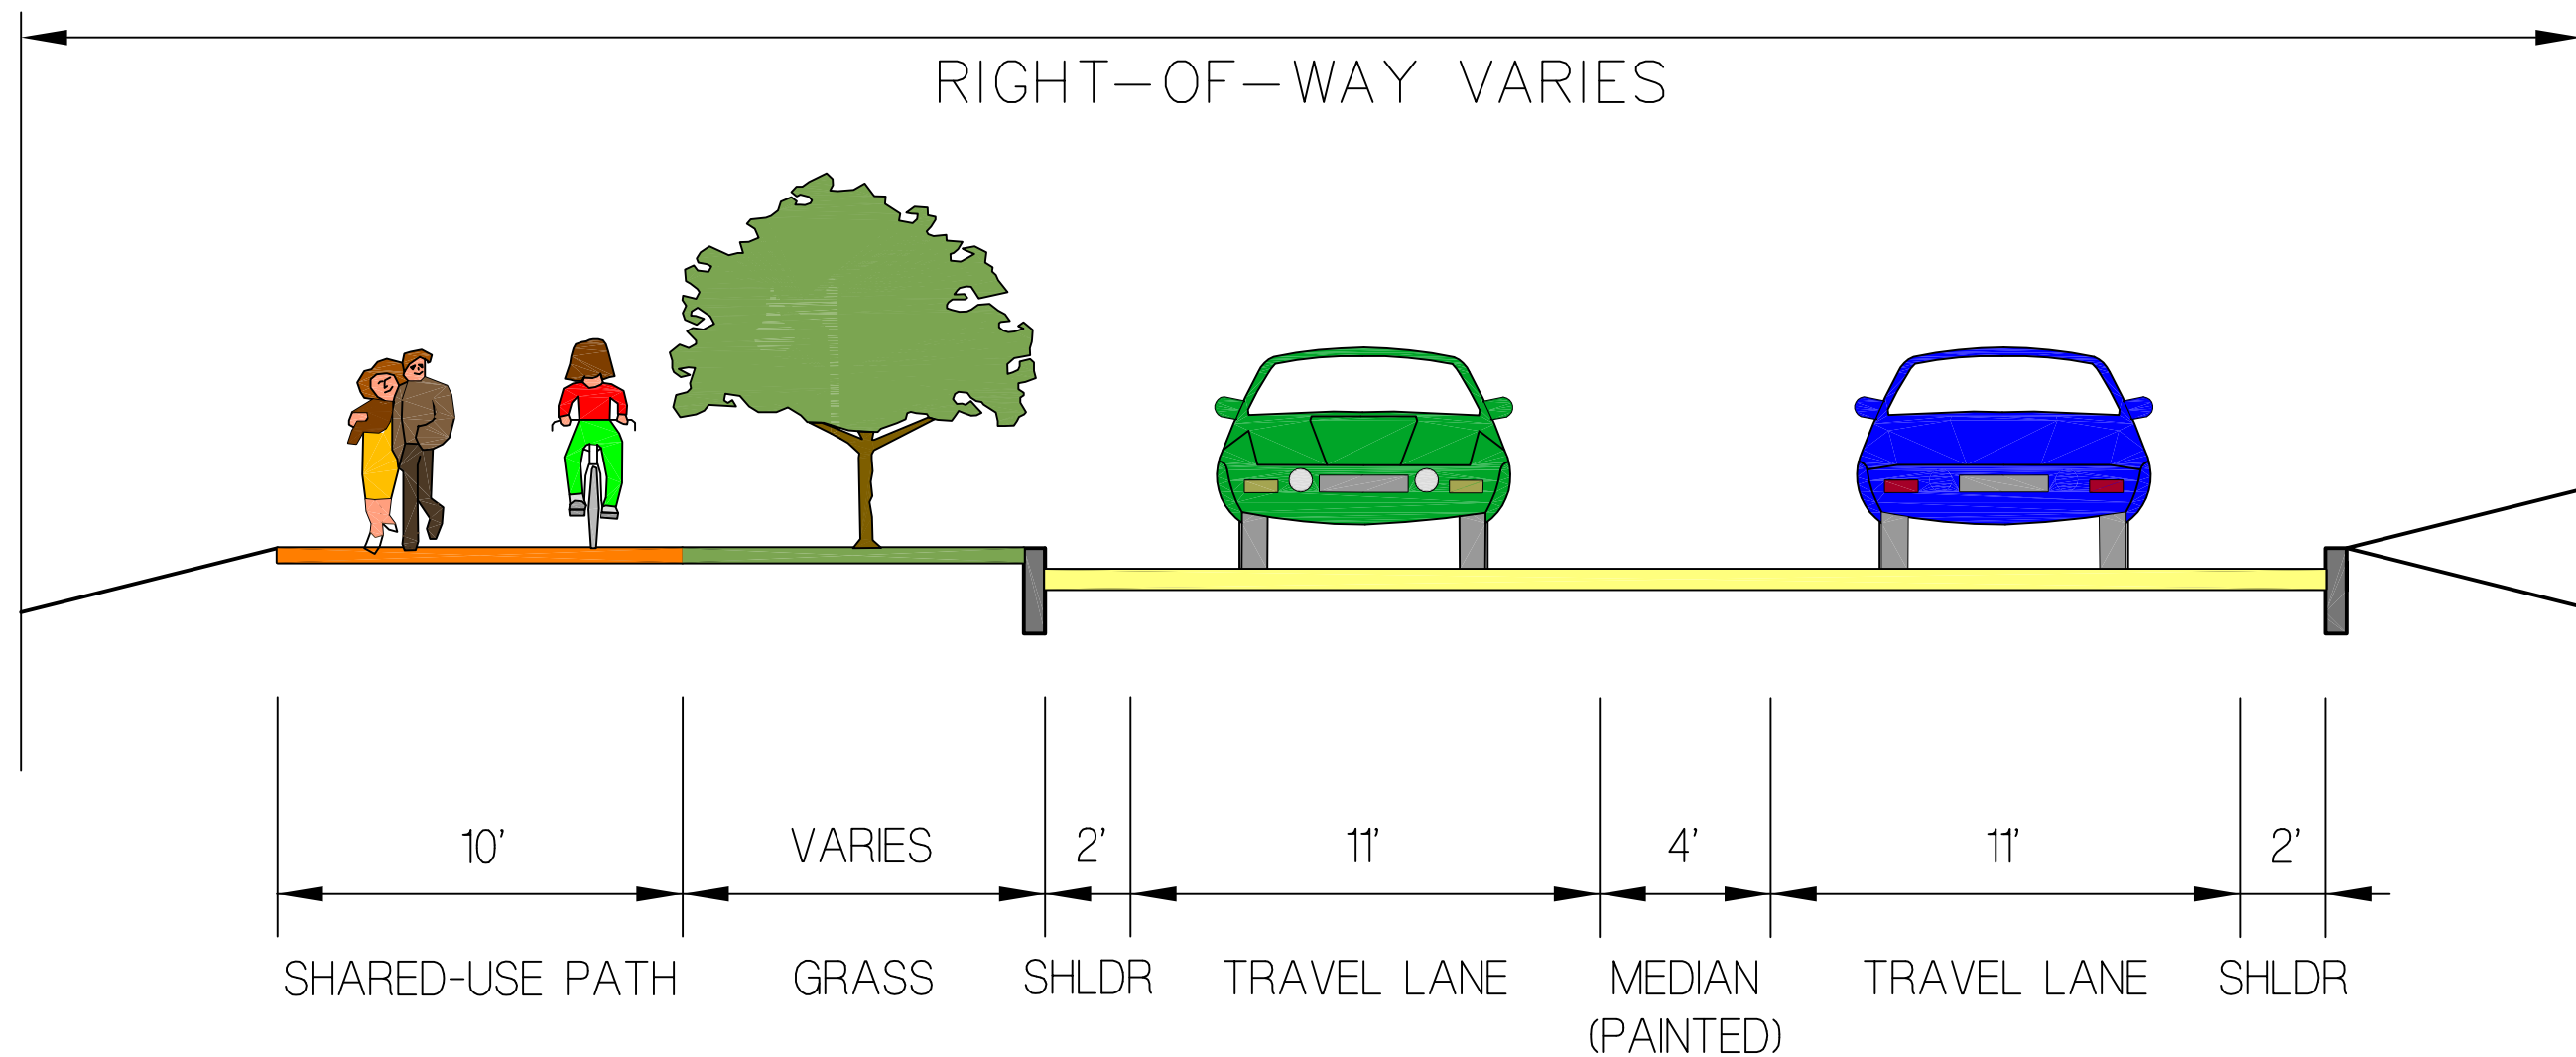 RIGHT-OF-WAY VARIES
10' VARIES 2' 11' 4' 11' 2'
SHARED-USE PATH GRASS SHLDR TRAVEL LANE MEDIAN TRAVEL LANE SHLDR
(PAINTED)